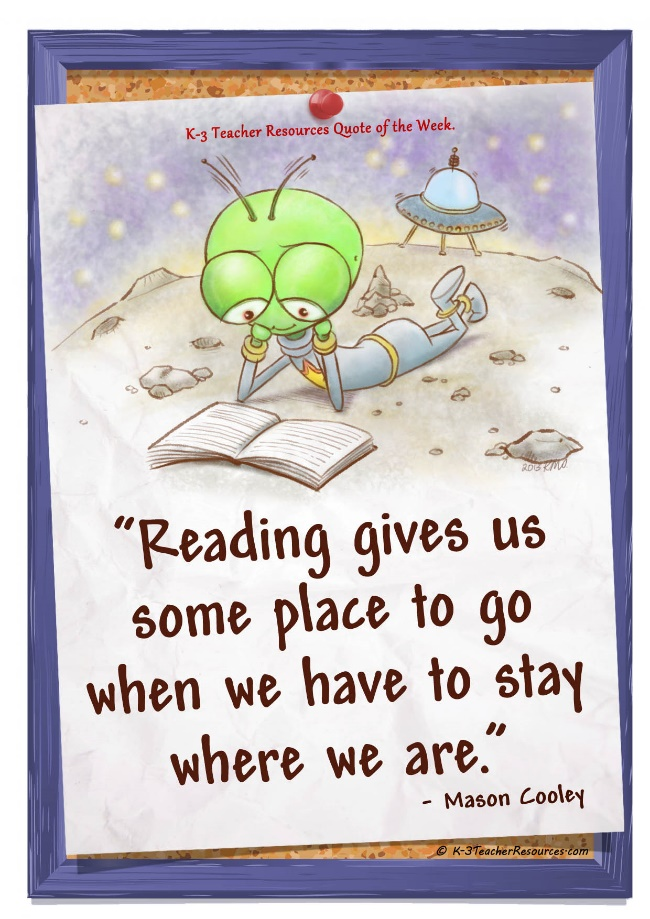 K-3 Teacher Resources Quote of the Week.
“Reading gives us
some place to go
when we have to stay
where we are.”
- Mason Cooley
© K-3TeacherResources.com